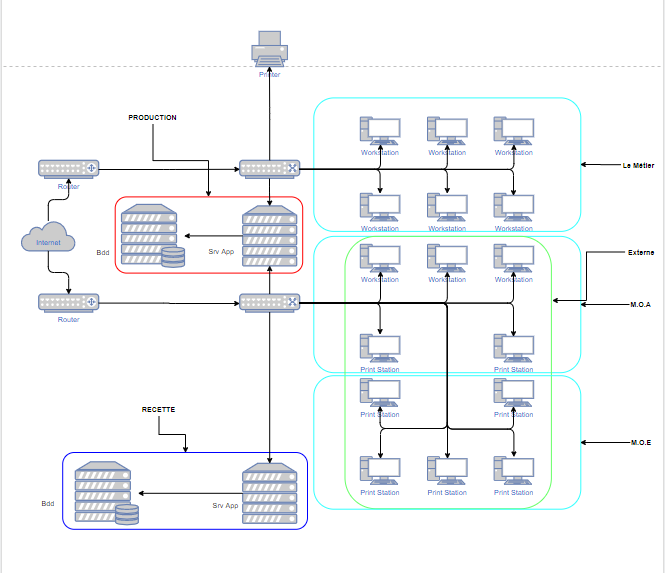 Printer
PRODUCTION
Workstation
Workstation
Workstation
Le Métier
Router
Workstation
Workstation
Workstation
Internet
Bdd
Srv App
Externe
Workstation
Workstation
Workstation
M.O.A
Router
Print Station
Print Station
RECETTE
Print Station
Print Station
M.O.E
Print Station
Print Station
Print Station
Bdd
Srv App